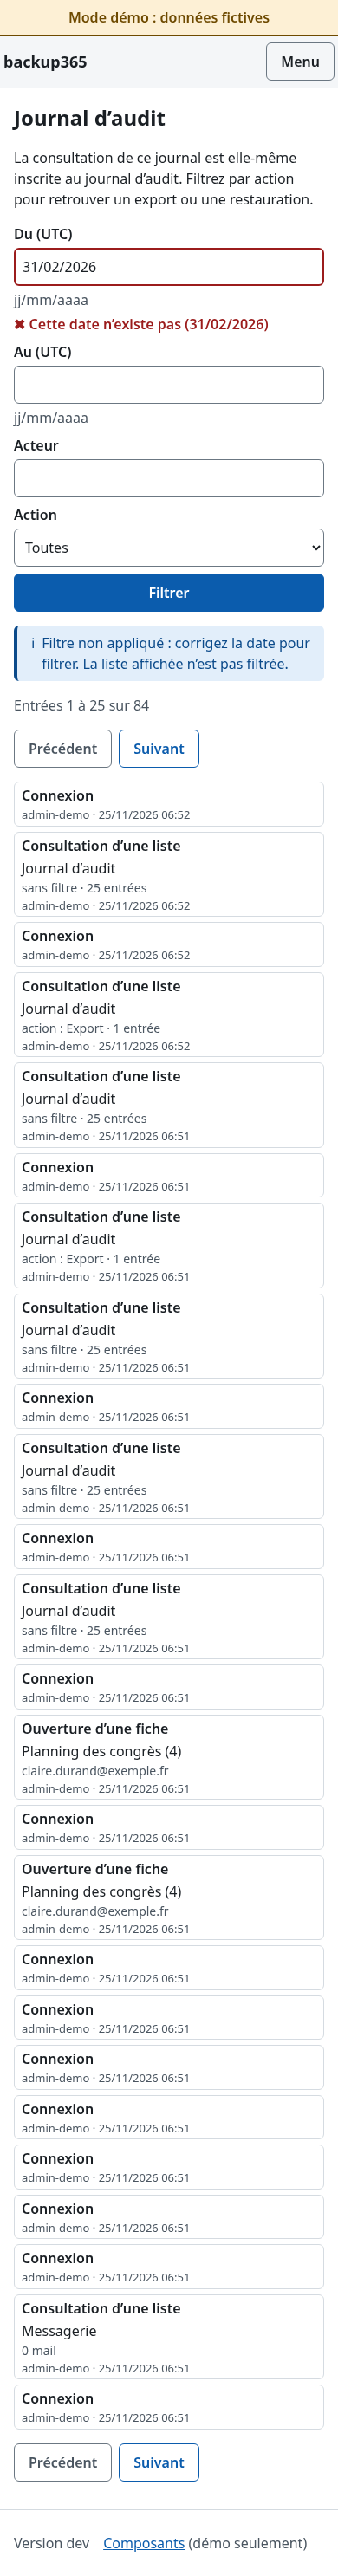 Mode démo : données fictives
backup365
Menu
Journal d’audit
La consultation de ce journal est elle-même
inscrite au journal d’audit. Filtrez par action
pour retrouver un export ou une restauration.
Du (UTC)
31/02/2026
jj/mm/aaaa
✖ Cette date n’existe pas (31/02/2026)
Au (UTC)
jj/mm/aaaa
Acteur
Action
Toutes
Filtrer
i Filtre non appliqué : corrigez la date pour
filtrer. La liste affichée n’est pas filtrée.
Entrées 1 à 25 sur 84
Précédent Suivant
Connexion
admin-demo · 25/11/2026 06:52
Consultation d’une liste
Journal d’audit
sans filtre · 25 entrées
admin-demo · 25/11/2026 06:52
Connexion
admin-demo · 25/11/2026 06:52
Consultation d’une liste
Journal d’audit
action : Export · 1 entrée
admin-demo · 25/11/2026 06:52
Consultation d’une liste
Journal d’audit
sans filtre · 25 entrées
admin-demo · 25/11/2026 06:51
Connexion
admin-demo · 25/11/2026 06:51
Consultation d’une liste
Journal d’audit
action : Export · 1 entrée
admin-demo · 25/11/2026 06:51
Consultation d’une liste
Journal d’audit
sans filtre · 25 entrées
admin-demo · 25/11/2026 06:51
Connexion
admin-demo · 25/11/2026 06:51
Consultation d’une liste
Journal d’audit
sans filtre · 25 entrées
admin-demo · 25/11/2026 06:51
Connexion
admin-demo · 25/11/2026 06:51
Consultation d’une liste
Journal d’audit
sans filtre · 25 entrées
admin-demo · 25/11/2026 06:51
Connexion
admin-demo · 25/11/2026 06:51
Ouverture d’une fiche
Planning des congrès (4)
claire.durand@exemple.fr
admin-demo · 25/11/2026 06:51
Connexion
admin-demo · 25/11/2026 06:51
Ouverture d’une fiche
Planning des congrès (4)
claire.durand@exemple.fr
admin-demo · 25/11/2026 06:51
Connexion
admin-demo · 25/11/2026 06:51
Connexion
admin-demo · 25/11/2026 06:51
Connexion
admin-demo · 25/11/2026 06:51
Connexion
admin-demo · 25/11/2026 06:51
Connexion
admin-demo · 25/11/2026 06:51
Connexion
admin-demo · 25/11/2026 06:51
Connexion
admin-demo · 25/11/2026 06:51
Consultation d’une liste
Messagerie
0 mail
admin-demo · 25/11/2026 06:51
Connexion
admin-demo · 25/11/2026 06:51
Précédent Suivant
Version dev Composants (démo seulement)